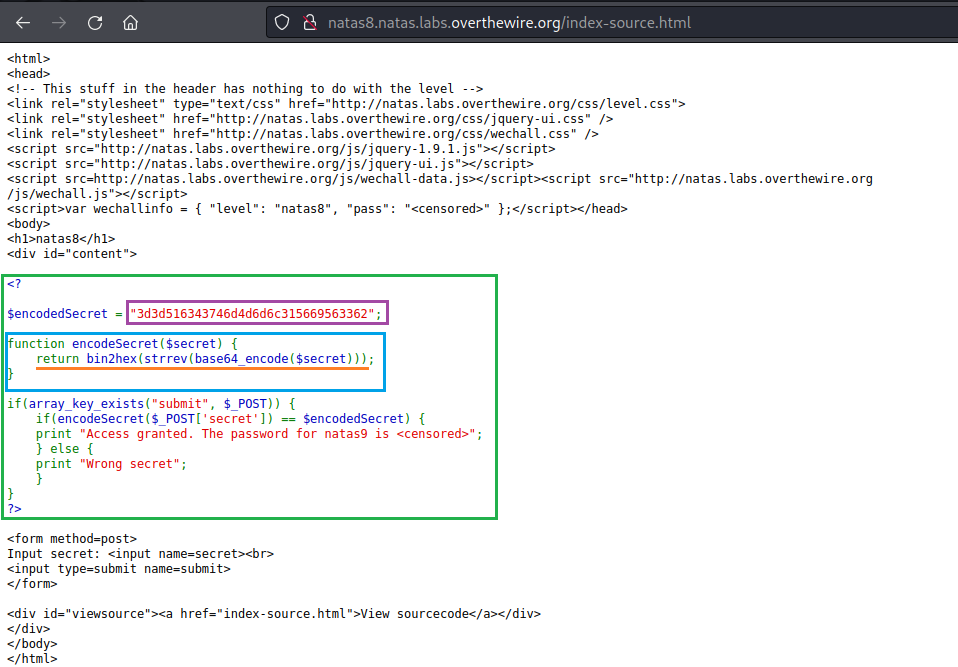 natas8.natas.labs.overthewire.org/index-source.html
<html>
<head>
<!-- This stuff in the header has nothing to do with the level -->
<link rel="stylesheet" type="text/css" href="http://natas.labs.overthewire.org/css/level.css">
<link rel="stylesheet" href="http://natas.labs.overthewire.org/css/jquery-ui.css" />
<link rel="stylesheet" href="http://natas.labs.overthewire.org/css/wechall.css" />
<script src="http://natas.labs.overthewire.org/js/jquery-1.9.1.js"></script>
<script src="http://natas.labs.overthewire.org/js/jquery-ui.js"></script>
<script src=http://natas.labs.overthewire.org/js/wechall-data.js></script><script src="http://natas.labs.overthewire.org
/js/wechall.js"></script>
<script>var wechallinfo = { "level": "natas8", "pass": "<censored>" };</script></head>
<body>
<h1>natas8</h1>
<div id="content">
<?
$encodedSecret = "3d3d516343746d4d6d6c315669563362";
function encodeSecret($secret) {
    return bin2hex(strrev(base64_encode($secret)));
}
if(array_key_exists("submit", $_POST)) {
    if(encodeSecret($_POST['secret']) == $encodedSecret) {
    print "Access granted. The password for natas9 is <censored>";
    } else {
    print "Wrong secret";
    }
}
?>
<form method=post>
Input secret: <input name=secret><br>
<input type=submit name=submit>
</form>
<div id="viewsource"><a href="index-source.html">View sourcecode</a></div>
</div>
</body>
</html>